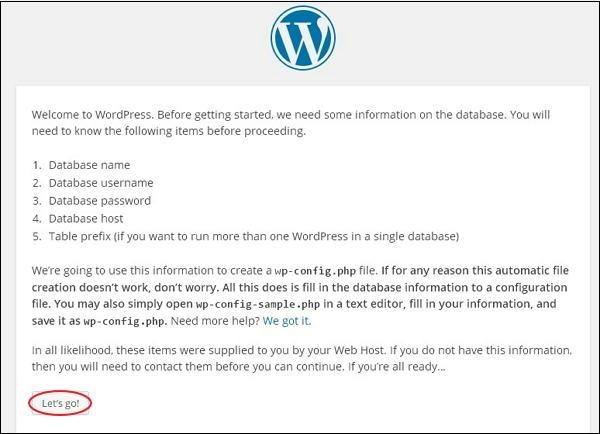 W
Welcome to WordPress. Before getting started, we need some information on the database. You will
need to know the following items before proceeding.
1. Database name
2. Database username
3. Database password
4. Database host
5. Table prefix (if you want to run more than one WordPress in a single database)
We're going to use this information to create a wp-config.php file. If for any reason this automatic file
creation doesn't work, don't worry. All this does is fill in the database information to a configuration
file. You may also simply open wp-config-sample.php in a text editor, fill in your information, and
save it as wp-config.php. Need more help? We got it.
In all likelihood, these items were supplied to you by your Web Host. If you do not have this information,
then you will need to contact them before you can continue. If you're all ready...
Let's go!